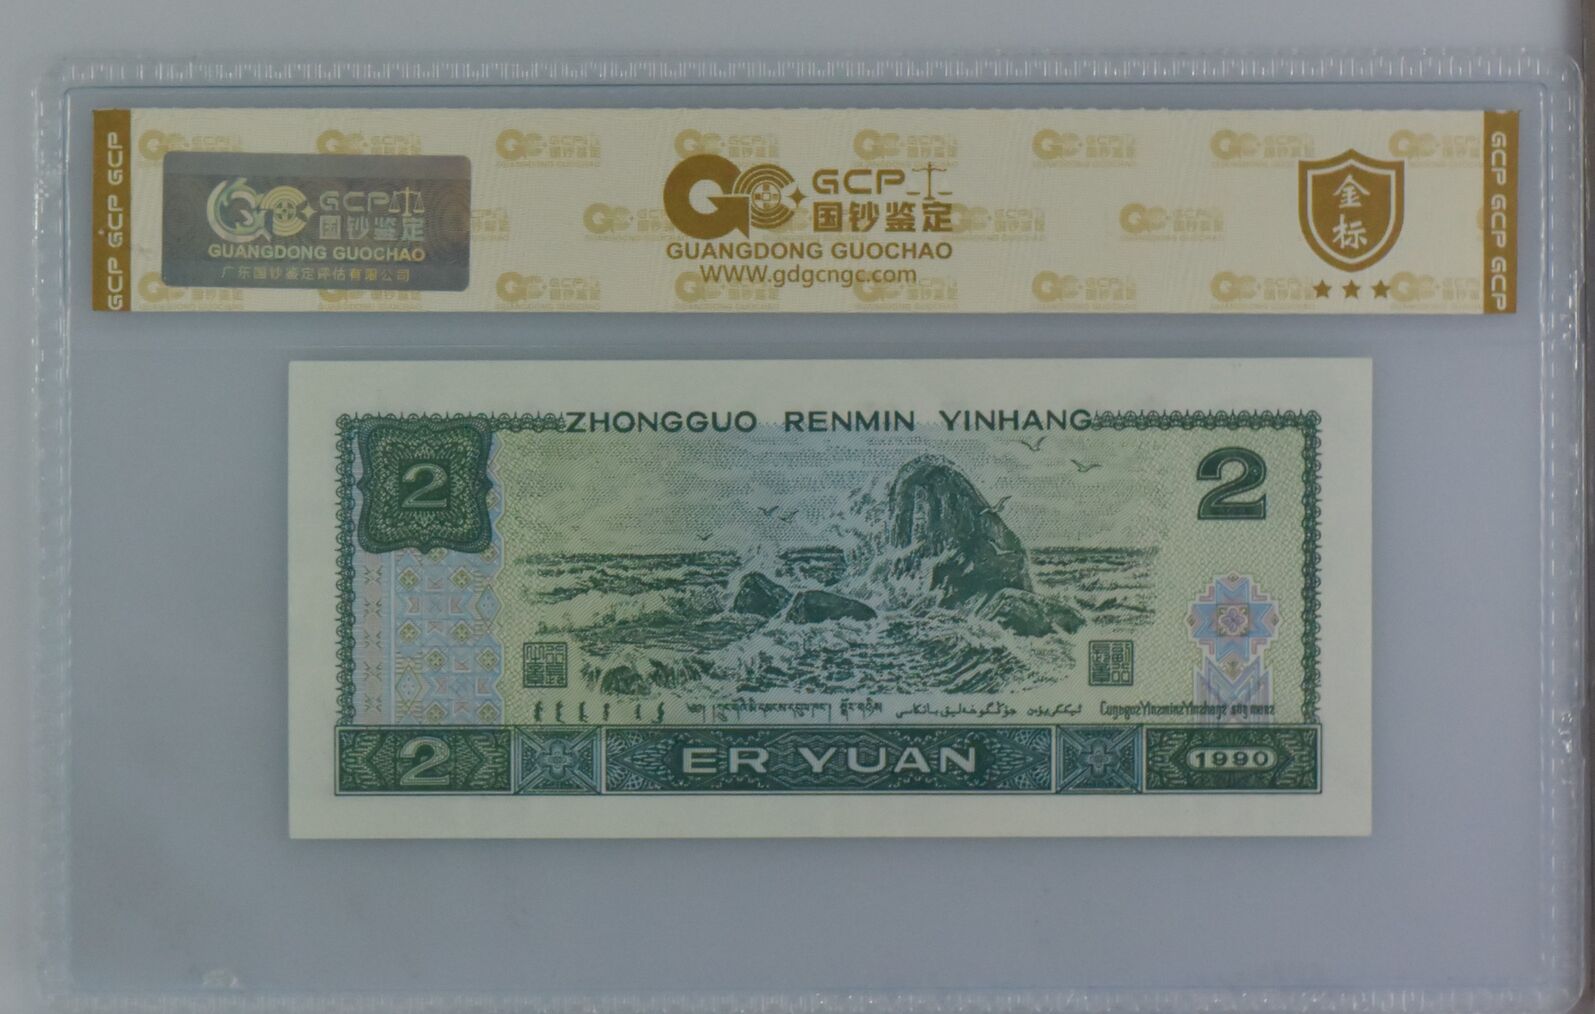 GCP GCP GCP
GCP
国钞鉴定
GUANGDONG GUOCHAO
广东国钞鉴定评估有限公司
GCP
国钞鉴定
GUANGDONG GUOCHAO
WWW.gdgcngc.com
金标
GCP GCP GCP
ZHONGGUO RENMIN YINHANG
2
2
2
ER YUAN
1990